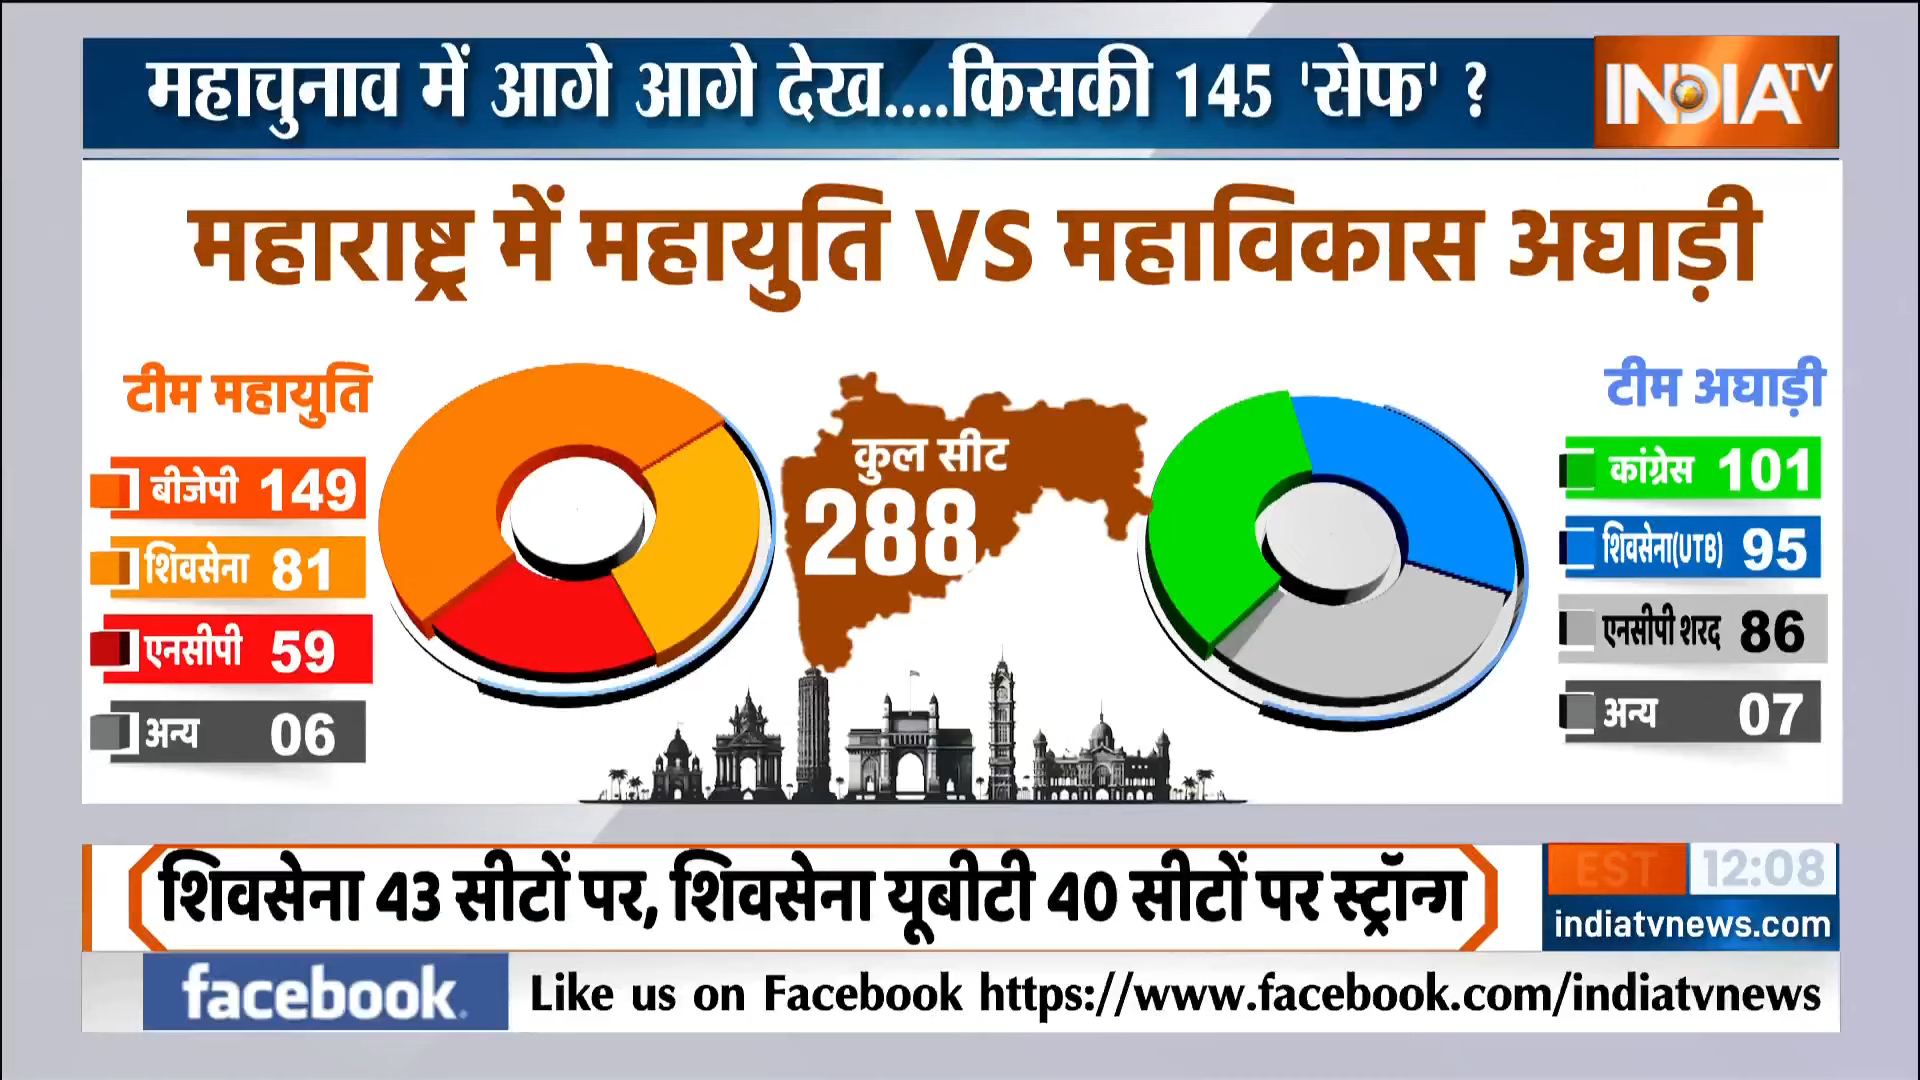 महाचुनाव में आगे आगे देख....किसकी 145 'सेफ' ?
INDIA TV
महाराष्ट्र में महायुति VS महाविकास अघाड़ी
टीम महायुति
बीजेपी 149
शिवसेना 81
एनसीपी 59
अन्य 06
कुल सीट
288
टीम अघाड़ी
कांग्रेस 101
शिवसेना(UTB) 95
एनसीपी शरद 86
अन्य 07
शिवसेना 43 सीटों पर, शिवसेना यूबीटी 40 सीटों पर स्ट्रॉन्ग
EST 12:08
indiatvnews.com
facebook.
Like us on Facebook https://www.facebook.com/indiatvnews